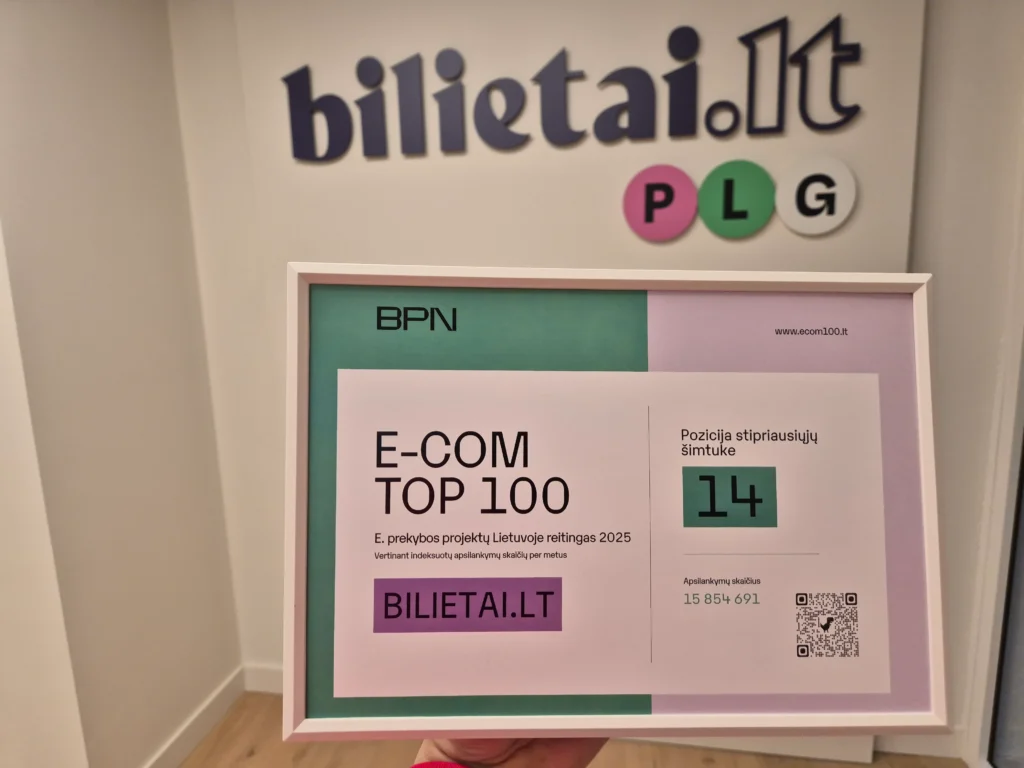 bilietai.lt
PLG
BPN
www.ecom100.lt
E-COM
TOP 100
E. prekybos projektų Lietuvoje reitingas 2025
Vertinant indeksuotų apsilankymų skaičių per metus
BILIETAI.LT
Pozicija stipriausiųjų
šimtuke
14
Apsilankymų skaičius
15 854 691